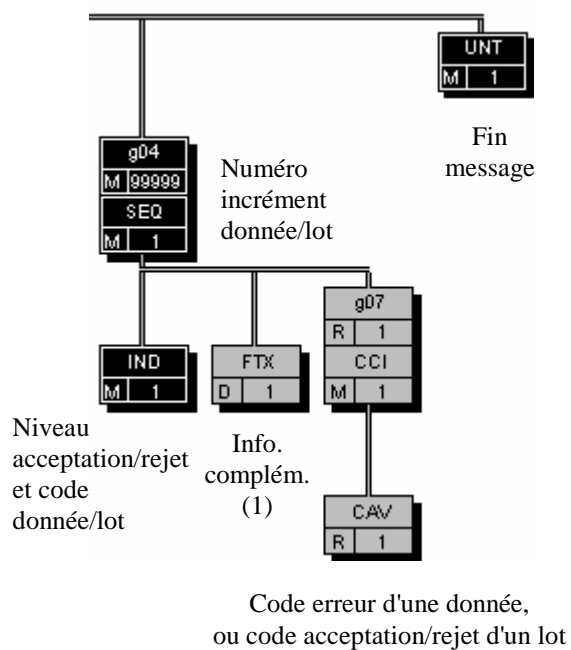 UNT
M 1
Fin
message
g04
M 99999
SEQ
M 1
Numéro
incrément
donnée/lot
g07
R 1
CCI
M 1
IND
M 1
FTX
D 1
Niveau
acceptation/rejet
et code
donnée/lot
Info.
complém.
(1)
CAV
R 1
Code erreur d'une donnée,
ou code acceptation/rejet d'un lot